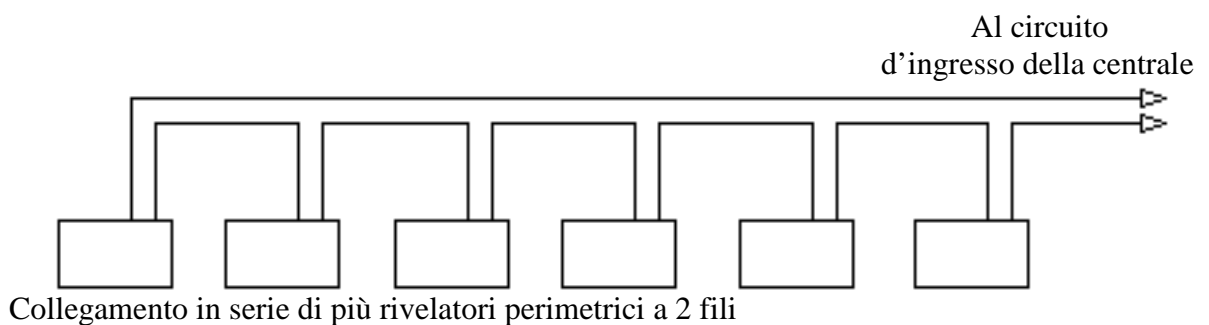 Al circuito
d’ingresso della centrale
Collegamento in serie di più rivelatori perimetrici a 2 fili